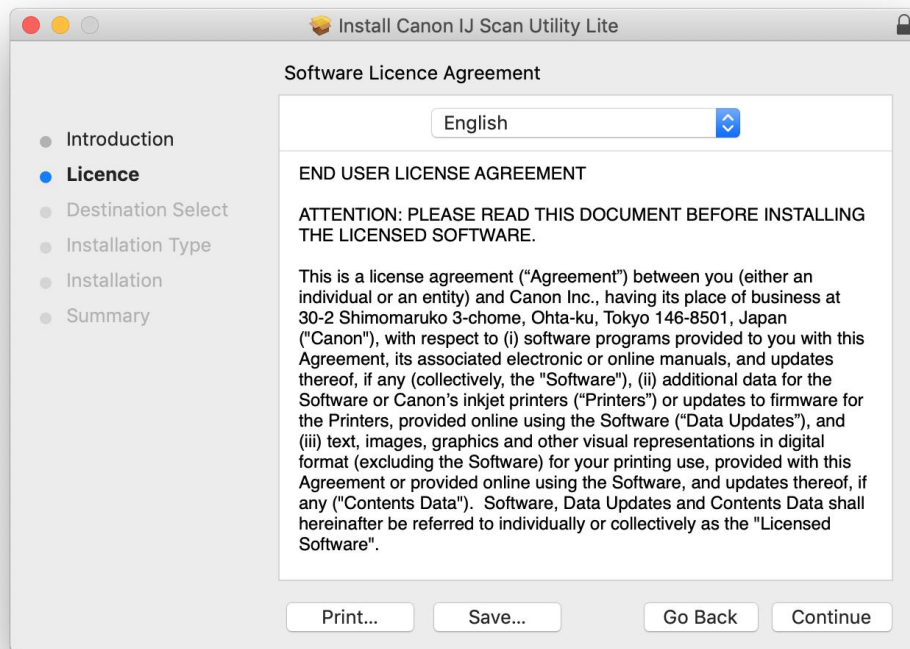 Install Canon IJ Scan Utility Lite
Software Licence Agreement
Introduction
Licence
Destination Select
Installation Type
Installation
Summary
English
END USER LICENSE AGREEMENT
ATTENTION: PLEASE READ THIS DOCUMENT BEFORE INSTALLING
THE LICENSED SOFTWARE.
This is a license agreement (“Agreement”) between you (either an
individual or an entity) and Canon Inc., having its place of business at
30-2 Shimomaruko 3-chome, Ohta-ku, Tokyo 146-8501, Japan
("Canon"), with respect to (i) software programs provided to you with this
Agreement, its associated electronic or online manuals, and updates
thereof, if any (collectively, the "Software"), (ii) additional data for the
Software or Canon’s inkjet printers (“Printers”) or updates to firmware for
the Printers, provided online using the Software (“Data Updates”), and
(iii) text, images, graphics and other visual representations in digital
format (excluding the Software) for your printing use, provided with this
Agreement or provided online using the Software, and updates thereof, if
any ("Contents Data").  Software, Data Updates and Contents Data shall
hereinafter be referred to individually or collectively as the "Licensed
Software".
Print...
Save...
Go Back
Continue